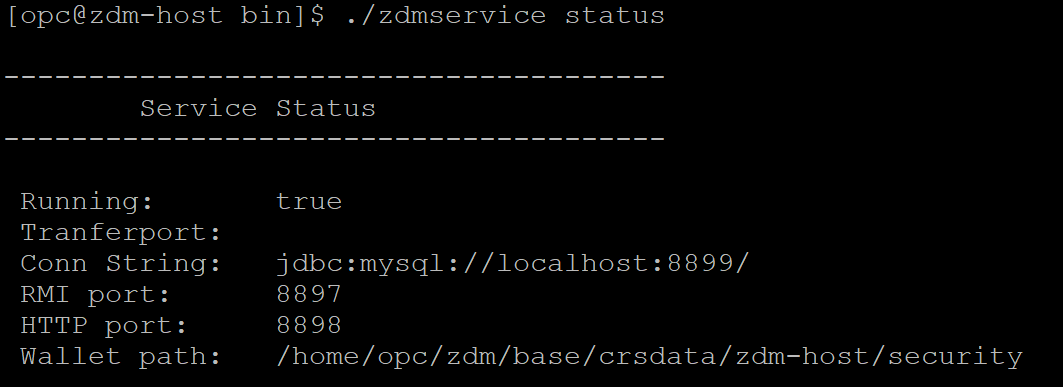 [opc@zdm-host bin]$ ./zdmservice status
---------------------------------------
Service Status
---------------------------------------
Running: true
Tranferport:
Conn String: jdbc:mysql://localhost:8899/
RMI port: 8897
HTTP port: 8898
Wallet path: /home/opc/zdm/base/crsdata/zdm-host/security